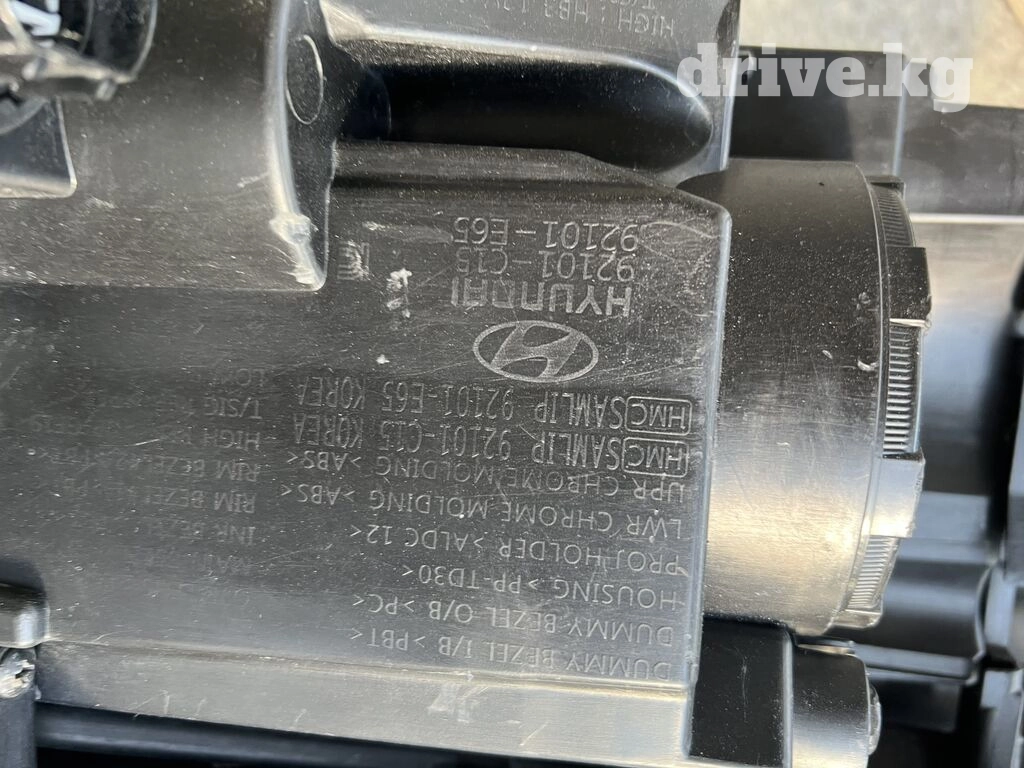 drive.kg
DUMMY BEZEL I/B >PBT<
DUMMY BEZEL O/B >PC<
HOUSING >PP-TD30<
PROJ-HOLDER >ALDC 12<
LWR CHROME MOLDING >ABS<
UPR CHROME MOLDING >ABS<
HMC SAMLIP 92101-C15 KOREA
HMC SAMLIP 92101-E65 KOREA
HYUNDAI
92101-C15
92101-E65
INR
RIM BEZEL
RIM BEZEL
HIGH
T/SIG
LOW
HIGH : HB3